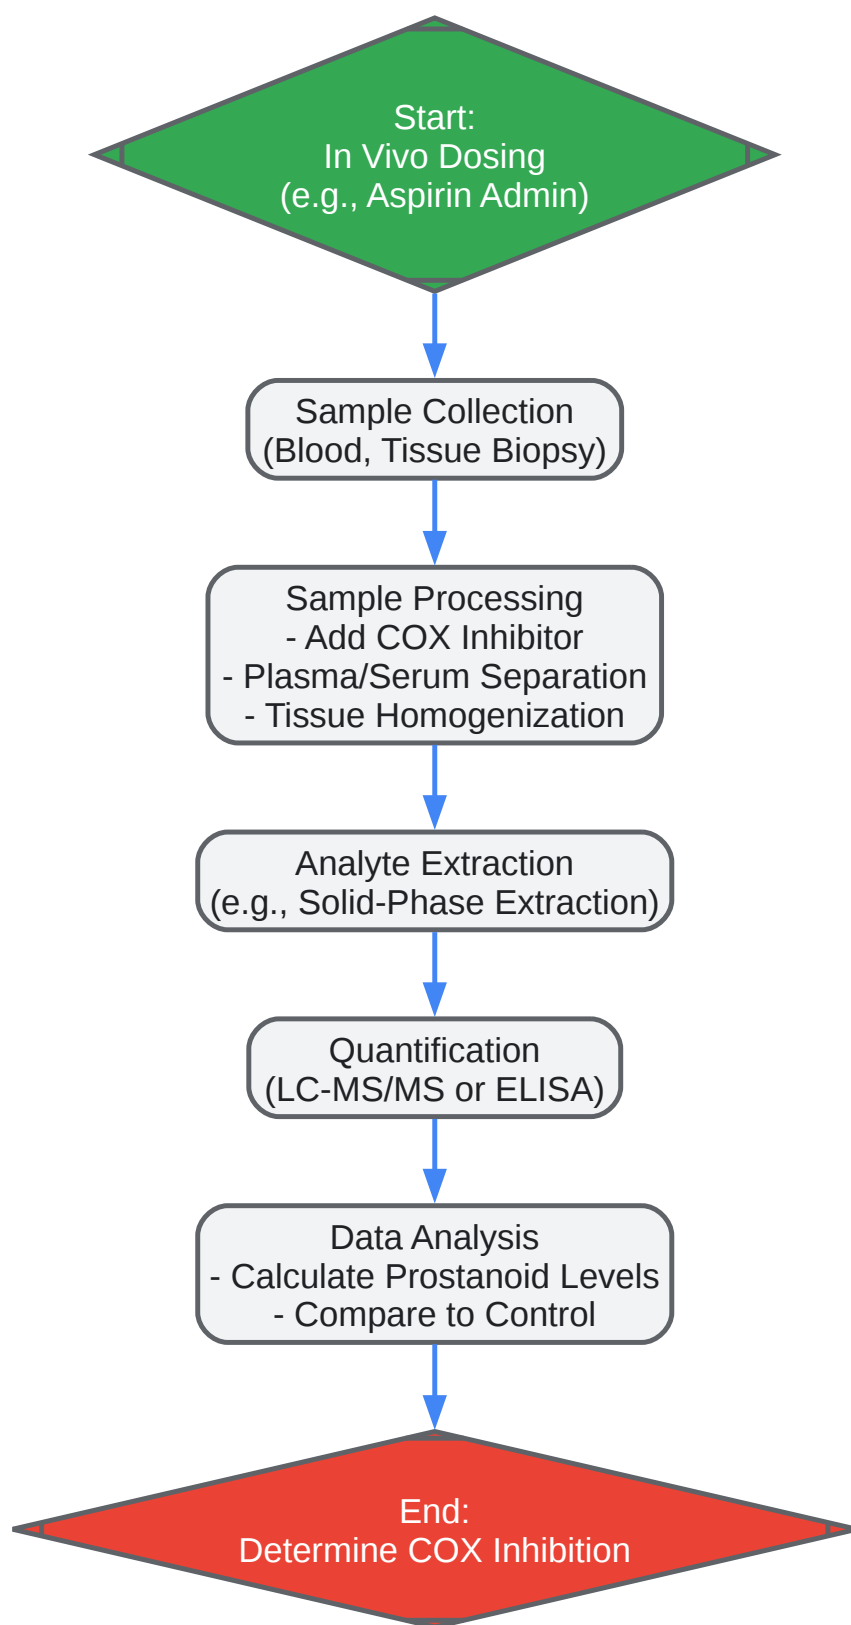 Start:
In Vivo Dosing
(e.g., Aspirin Admin)
Sample Collection
(Blood, Tissue Biopsy)
Sample Processing
- Add COX Inhibitor
- Plasma/Serum Separation
- Tissue Homogenization
Analyte Extraction
(e.g., Solid-Phase Extraction)
Quantification
(LC-MS/MS or ELISA)
Data Analysis
- Calculate Prostanoid Levels
- Compare to Control
End:
Determine COX Inhibition